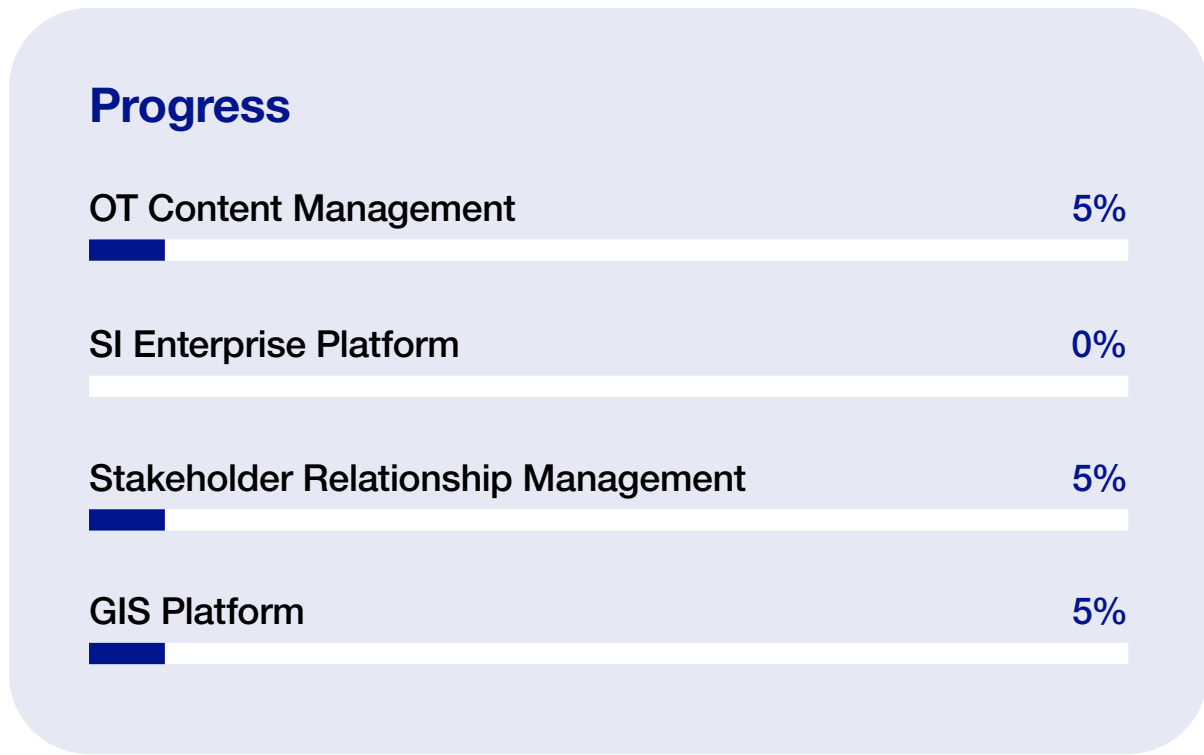 Progress
OT Content Management 5%
SI Enterprise Platform 0%
Stakeholder Relationship Management 5%
GIS Platform 5%